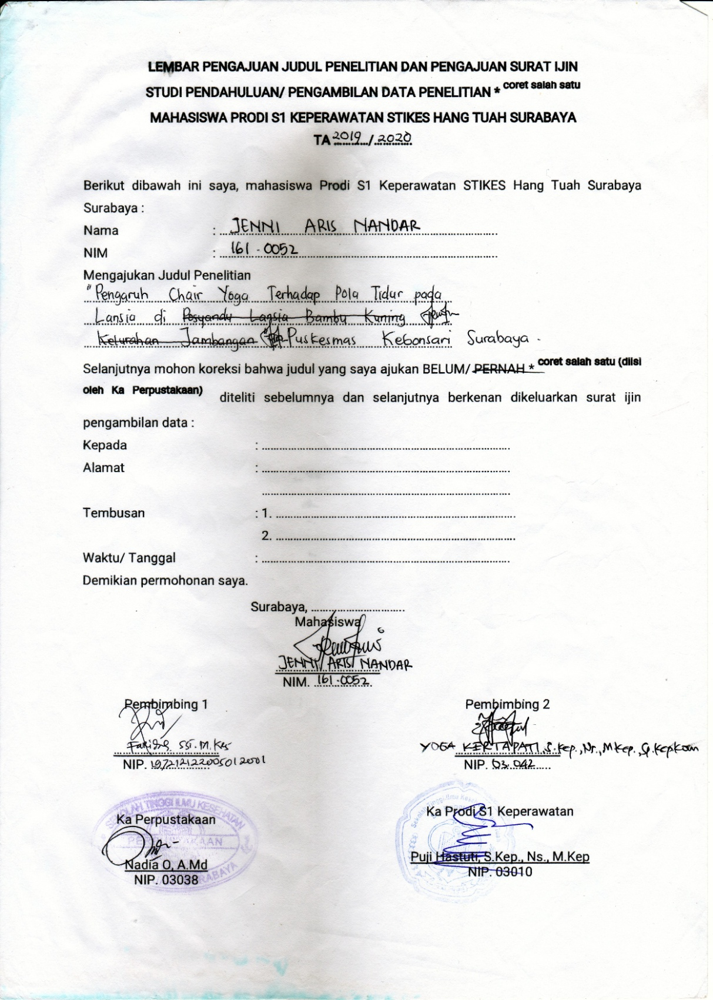 LEMBAR PENGAJUAN JUDUL PENELITIAN DAN PENGAJUAN SURAT IJIN
STUDI PENDAHULUAN/ PENGAMBILAN DATA PENELITIAN * coret salah satu
MAHASISWA PRODI S1 KEPERAWATAN STIKES HANG TUAH SURABAYA
TA 2019 / 2020
Berikut dibawah ini saya, mahasiswa Prodi S1 Keperawatan STIKES Hang Tuah Surabaya
Surabaya :
Nama : JENNI ARIS NANDAR
NIM : 161-0052
Mengajukan Judul Penelitian
"Pengaruh Chair Yoga Terhadap Pola Tidur pada
Lansia di Posyandu Lansia Bambu Kuning
Kelurahan Jambangan Puskesmas Kebonsari Surabaya.
Selanjutnya mohon koreksi bahwa judul yang saya ajukan BELUM/ PERNAH * coret salah satu (diisi
oleh Ka Perpustakaan) diteliti sebelumnya dan selanjutnya berkenan dikeluarkan surat ijin
pengambilan data :
Kepada :
Alamat :
Tembusan : 1.
2.
Waktu/ Tanggal :
Demikian permohonan saya.
Surabaya,
Mahasiswa
JENNI ARIS NANDAR
NIM. 161-0052
Pembimbing 1 Pembimbing 2
Faridah SSi.M.Kes YOGA KERTAPATI, S.Kep.,Ns.,M.Kep.,Sp.Kep.Kom
NIP. 197212122005012001 NIP. 03.042
SEKOLAH TINGGI ILMU KESEHATAN
Ka Perpustakaan Ka Prodi S1 Keperawatan
PERPUSTAKAAN
Nadia O, A.Md Puji Hastuti, S.Kep., Ns., M.Kep
NIP. 03038 NIP. 03010
SURABAYA